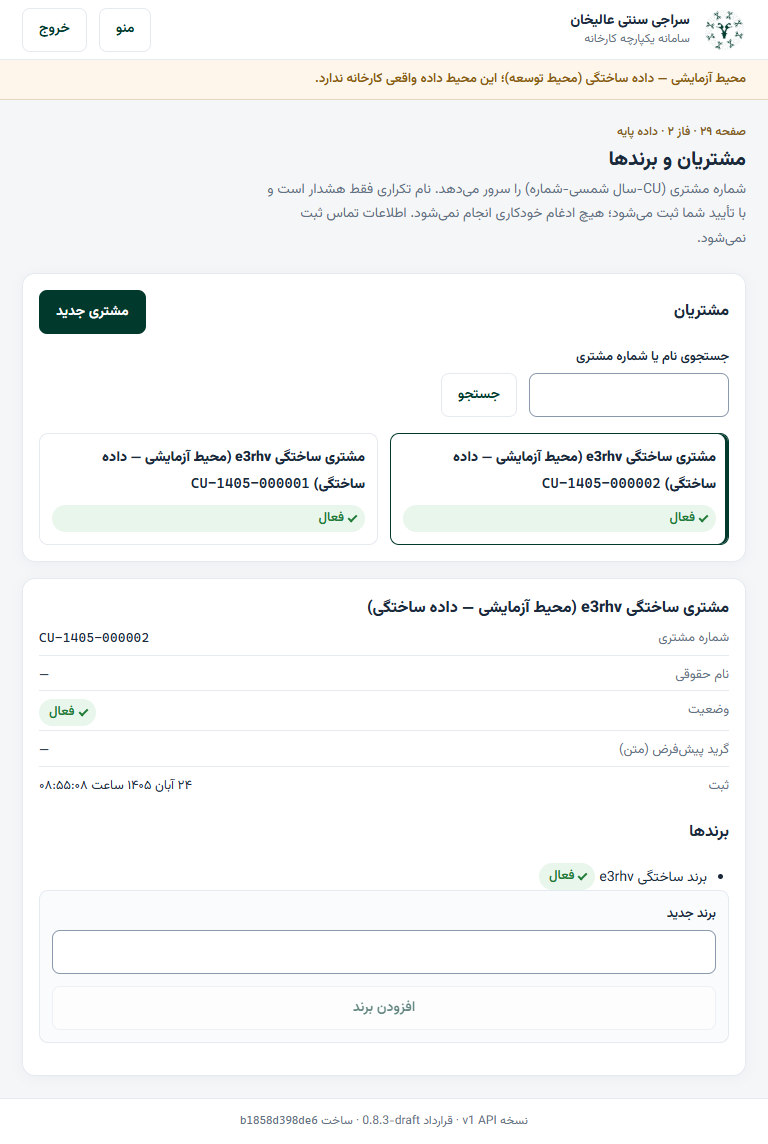 سراجی سنتی عالیخان
سامانه یکپارچه کارخانه
منو
خروج
محیط آزمایشی — داده ساختگی (محیط توسعه)؛ این محیط داده واقعی کارخانه ندارد.
صفحه ۲۹ · فاز ۲ · داده پایه
مشتریان و برندها
شماره مشتری (CU-سال شمسی-شماره) را سرور می‌دهد. نام تکراری فقط هشدار است و
با تأیید شما ثبت می‌شود؛ هیچ ادغام خودکاری انجام نمی‌شود. اطلاعات تماس ثبت
نمی‌شود.
مشتریان
مشتری جدید
جستجوی نام یا شماره مشتری
جستجو
مشتری ساختگی e3rhv (محیط آزمایشی — داده
ساختگی) CU-1405-000002
فعال
مشتری ساختگی e3rhv (محیط آزمایشی — داده
ساختگی) CU-1405-000001
فعال
مشتری ساختگی e3rhv (محیط آزمایشی — داده ساختگی)
شماره مشتری CU-1405-000002
نام حقوقی —
وضعیت فعال
گرید پیش‌فرض (متن) —
ثبت ۲۴ آبان ۱۴۰۵ ساعت ۰۸:۵۵:۰۸
برندها
• برند ساختگی e3rhv فعال
برند جدید
افزودن برند
نسخه API v1 · قرارداد 0.8.3-draft · ساخت b1858d398de6